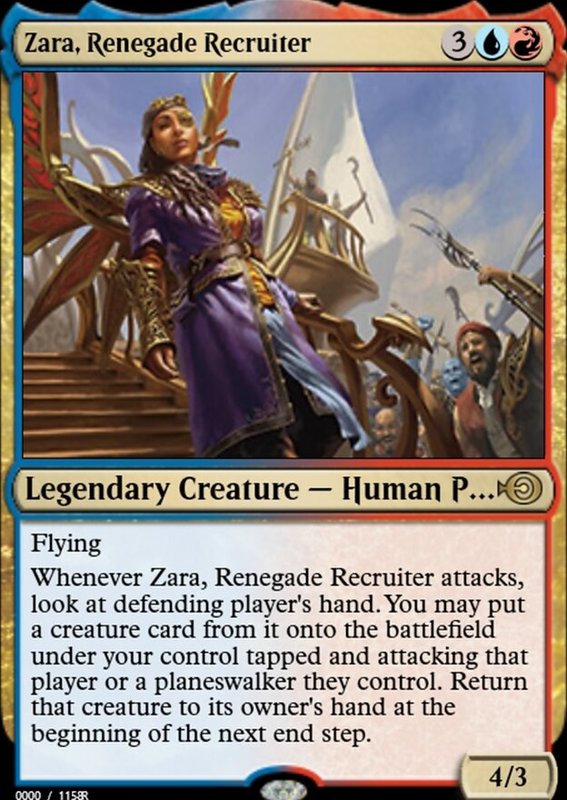 Zara, Renegade Recruiter
3
Legendary Creature — Human P...
Flying
Whenever Zara, Renegade Recruiter attacks,
look at defending player's hand. You may put
a creature card from it onto the battlefield
under your control tapped and attacking that
player or a planeswalker they control. Return
that creature to its owner's hand at the
beginning of the next end step.
4/3
0000 / 1158R